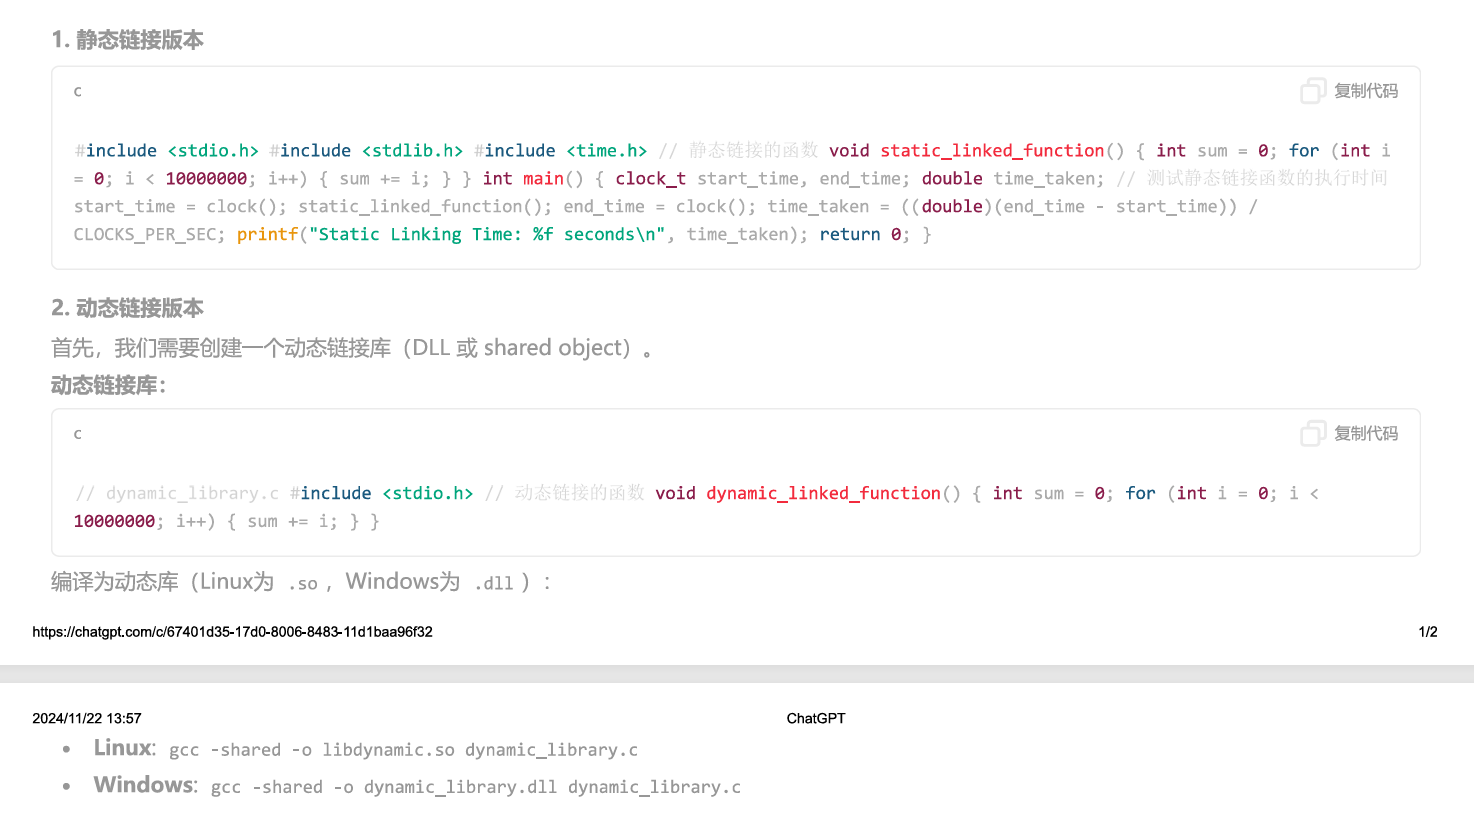 1. 静态链接版本
c
复制代码
#include <stdio.h> #include <stdlib.h> #include <time.h> // 静态链接的函数 void static_linked_function() { int sum = 0; for (int i
= 0; i < 10000000; i++) { sum += i; } } int main() { clock_t start_time, end_time; double time_taken; // 测试静态链接函数的执行时间
start_time = clock(); static_linked_function(); end_time = clock(); time_taken = ((double)(end_time - start_time)) /
CLOCKS_PER_SEC; printf("Static Linking Time: %f seconds\n", time_taken); return 0; }
2. 动态链接版本
首先，我们需要创建一个动态链接库（DLL 或 shared object）。
动态链接库：
c
复制代码
// dynamic_library.c #include <stdio.h> // 动态链接的函数 void dynamic_linked_function() { int sum = 0; for (int i = 0; i <
10000000; i++) { sum += i; } }
编译为动态库（Linux为 .so ，Windows为 .dll ）：
https://chatgpt.com/c/67401d35-17d0-8006-8483-11d1baa96f32
1/2
2024/11/22 13:57
ChatGPT
• Linux: gcc -shared -o libdynamic.so dynamic_library.c
• Windows: gcc -shared -o dynamic_library.dll dynamic_library.c